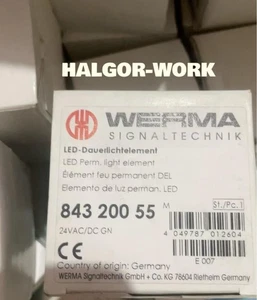 HALGOR-WORK
WERMA
SIGNALTECHNIK
LED-Dauerlichtelement
LED Perm. light element
Élément feu permanent DEL
Elemento de luz perman. LED
843 200 55 M St./Pc. 1
24VAC/DC GN
4 049787 012604
CE E 007
Country of origin: Germany
WERMA Signaltechnik GmbH + Co. KG 78604 Rietheim Germany